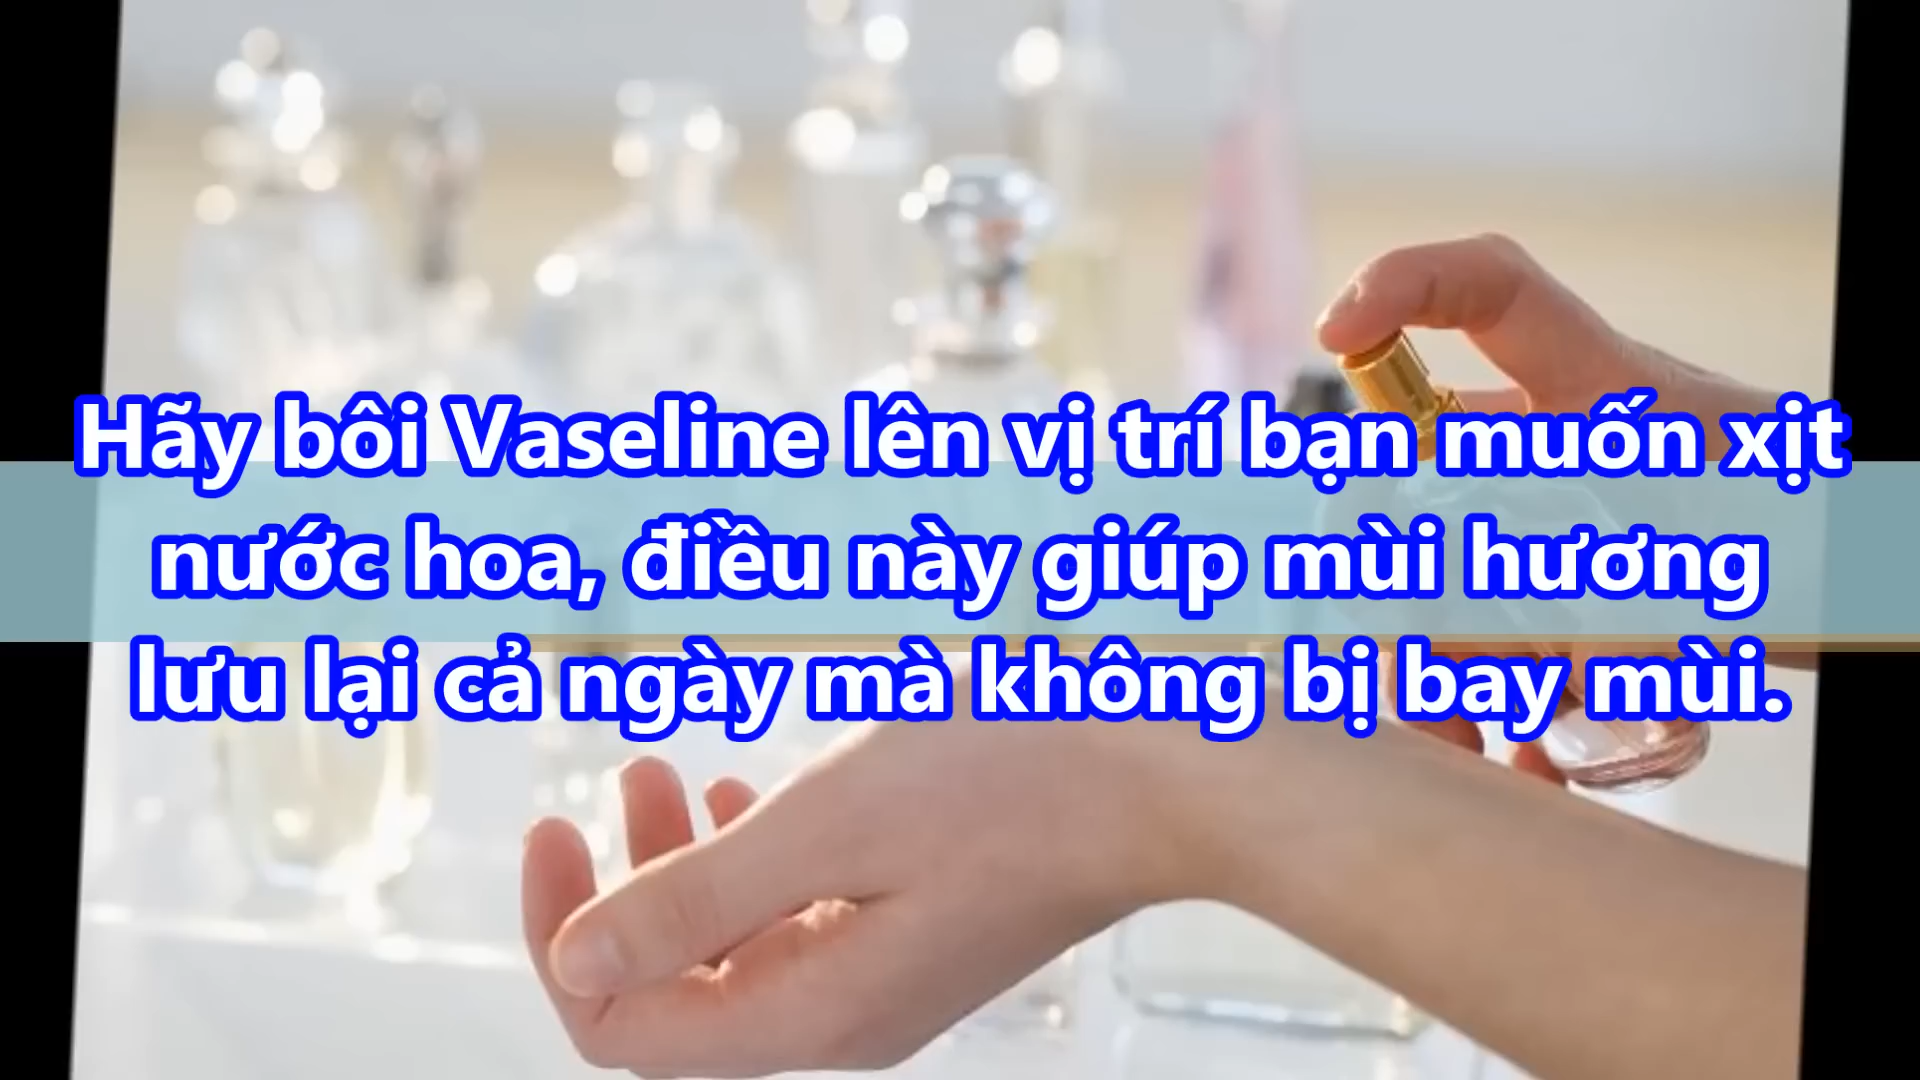 Hãy bôi Vaseline lên vị trí bạn muốn xịt
nước hoa, điều này giúp mùi hương
lưu lại cả ngày mà không bị bay mùi.